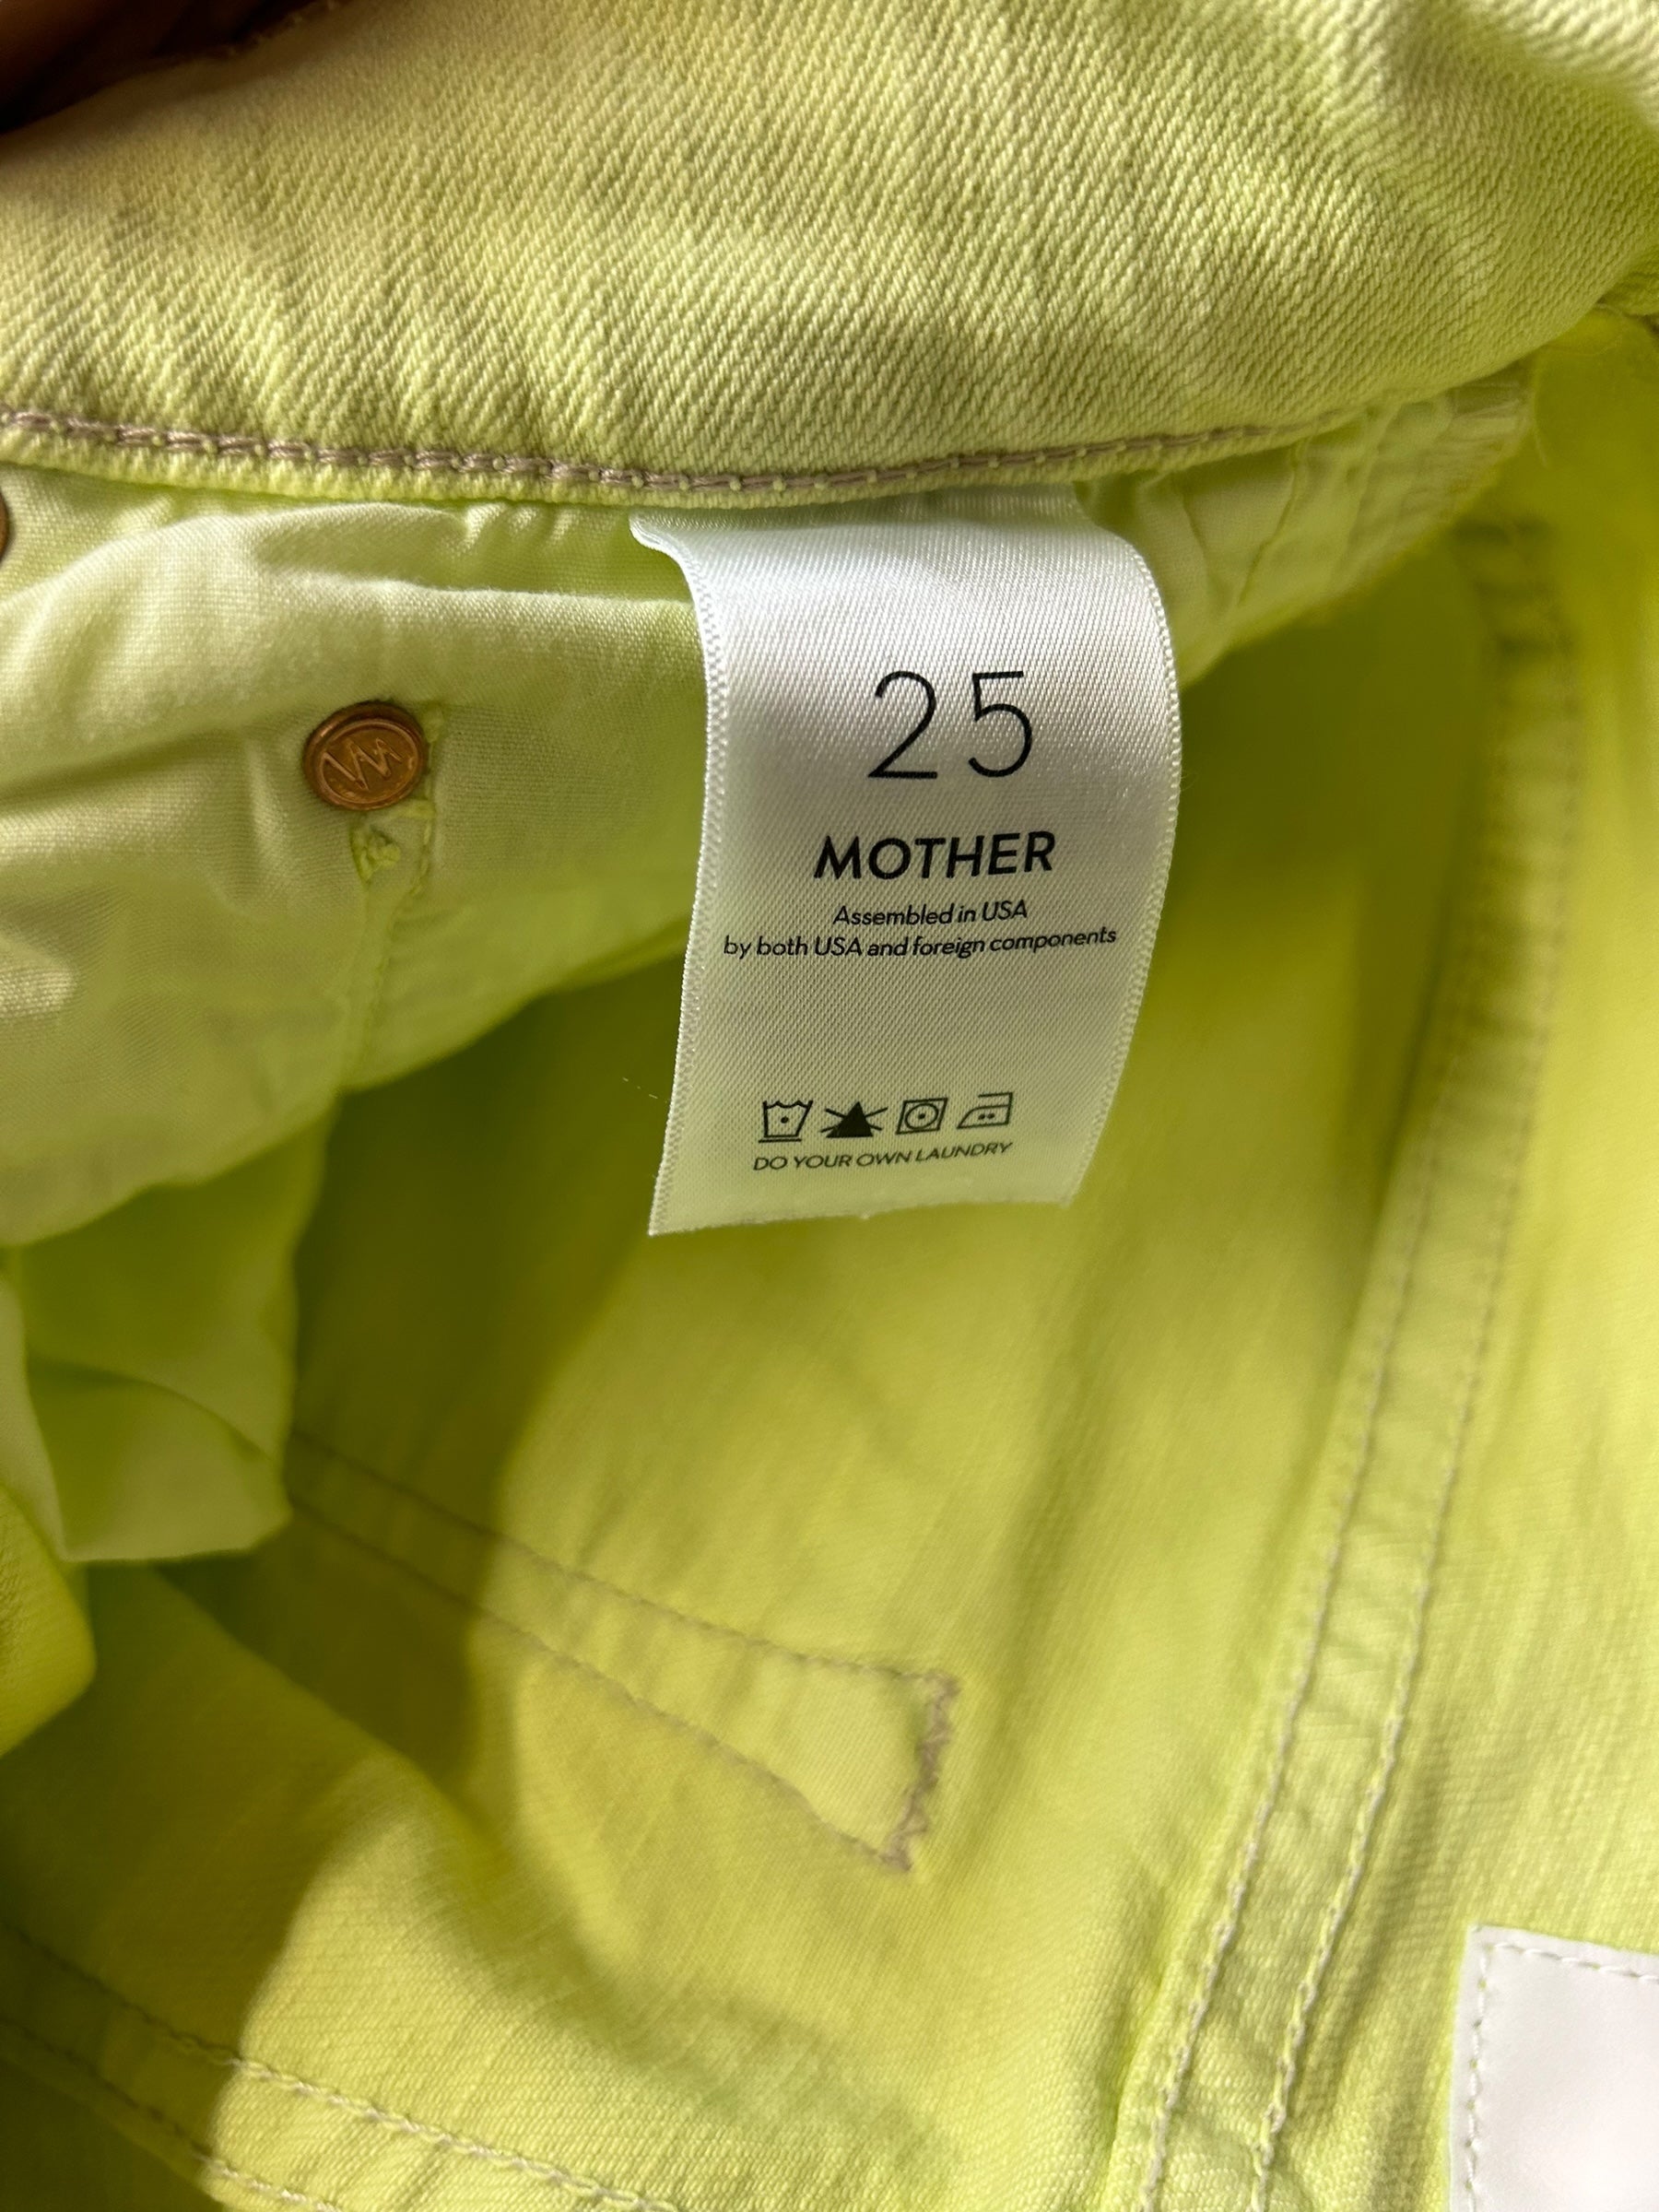 25
MOTHER
Assembled in USA
by both USA and foreign components
DO YOUR OWN LAUNDRY